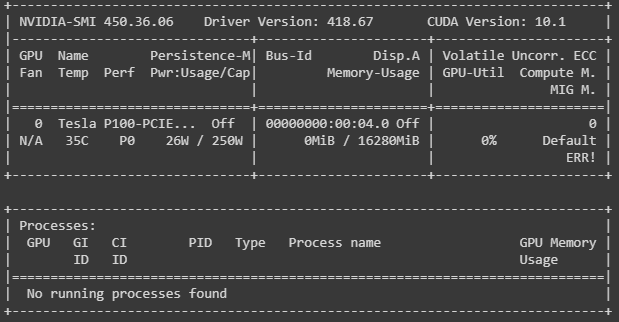 +-----------------------------------------------------------------------------+
| NVIDIA-SMI 450.36.06    Driver Version: 418.67       CUDA Version: 10.1     |
|-------------------------------+----------------------+----------------------+
| GPU  Name        Persistence-M| Bus-Id        Disp.A | Volatile Uncorr. ECC |
| Fan  Temp  Perf  Pwr:Usage/Cap|         Memory-Usage | GPU-Util  Compute M. |
|                               |                      |               MIG M. |
|===============================+======================+======================|
|   0  Tesla P100-PCIE...  Off  | 00000000:00:04.0 Off |                    0 |
| N/A   35C    P0    26W / 250W |      0MiB / 16280MiB |      0%      Default |
|                               |                      |                 ERR! |
+-------------------------------+----------------------+----------------------+

+-----------------------------------------------------------------------------+
| Processes:                                                                  |
|  GPU   GI   CI        PID   Type   Process name                  GPU Memory |
|        ID   ID                                                   Usage      |
|=============================================================================|
|  No running processes found                                                 |
+-----------------------------------------------------------------------------+